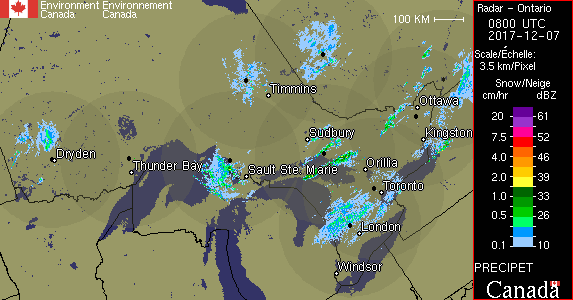 Environment Environnement
Canada Canada
100 KM
Timmins
Ottawa
Sudbury
Kingston
Dryden
Thunder Bay
Sault Ste. Marie
Orillia
Toronto
London
Windsor
Radar - Ontario
0800 UTC
2017-12-07
Scale/Échelle:
3.5 km/Pixel
Snow/Neige
cm/hr dBZ
20 61
7.5 52
4.0 46
2.0 39
1.0 33
0.5 26
0.1 10
PRECIPET
Canada